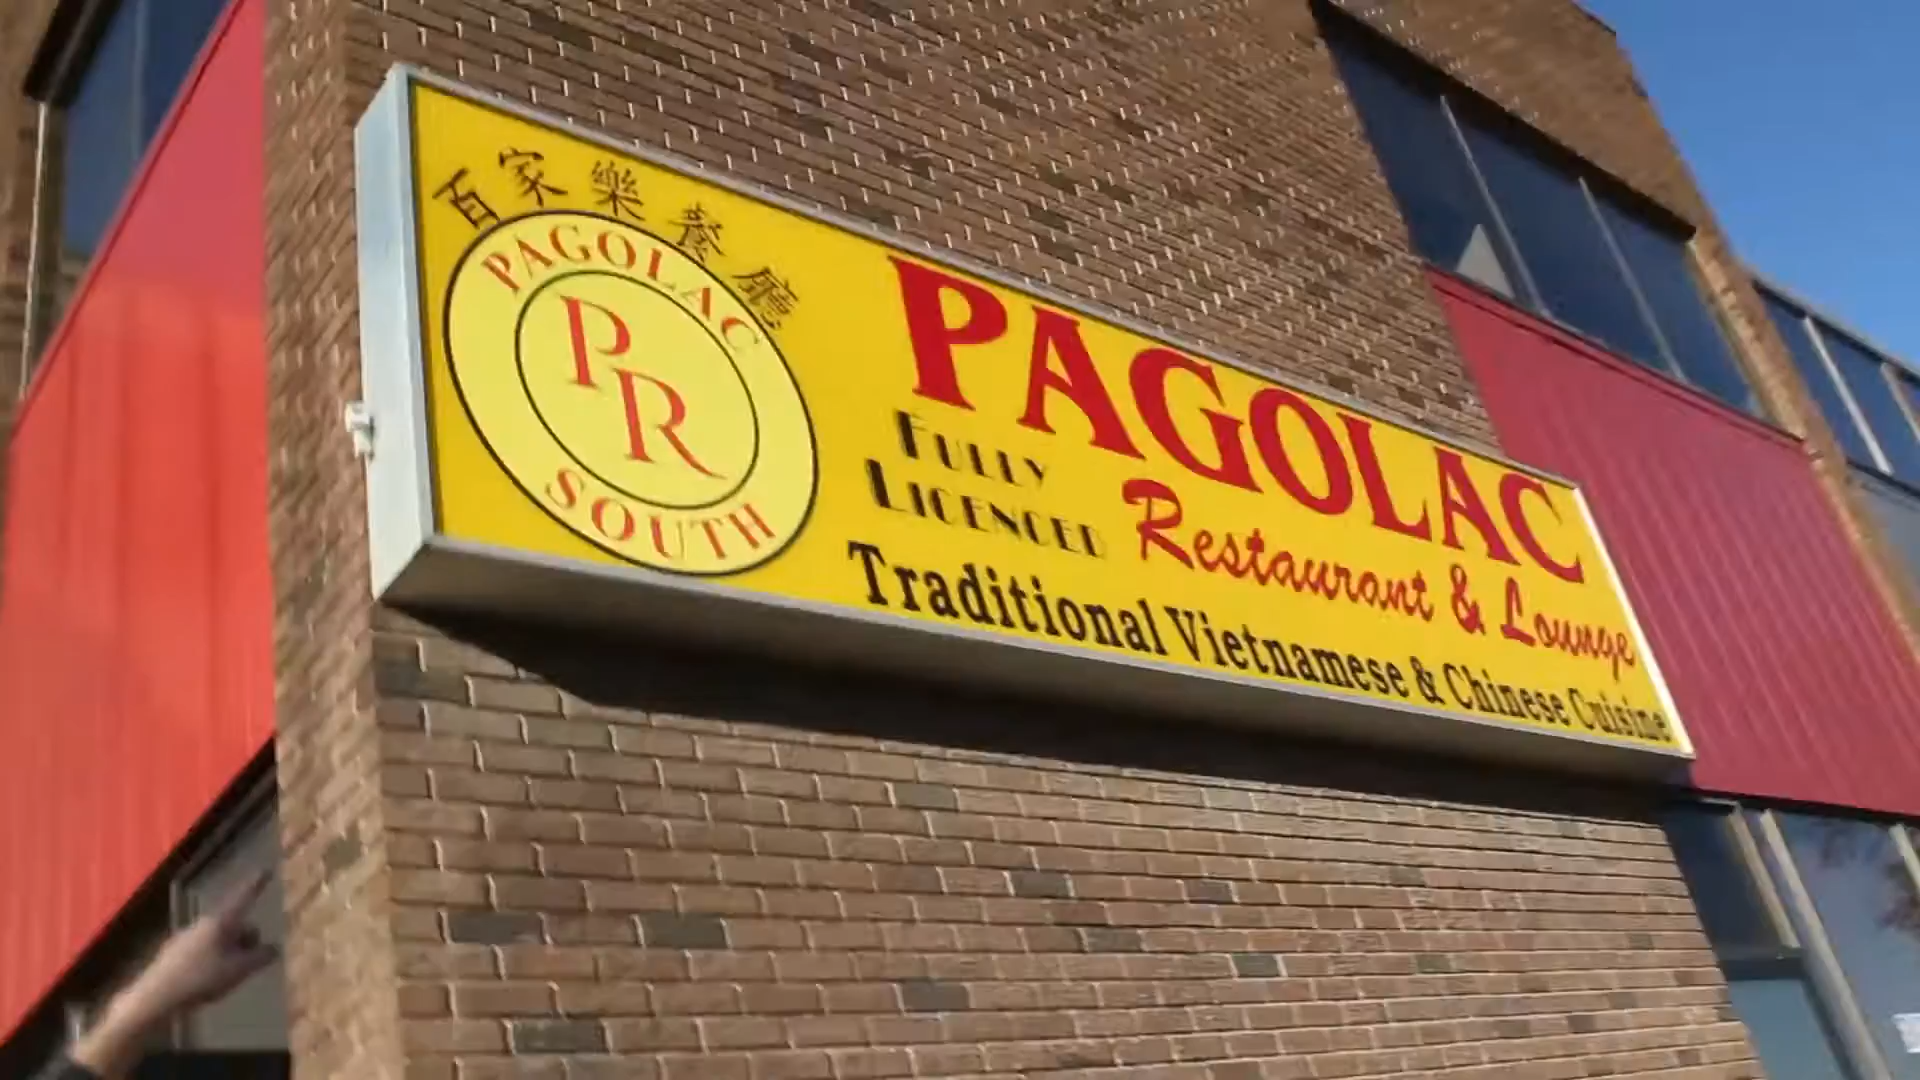 百家樂餐廳
PAGOLAC
PR
SOUTH
PAGOLAC
FULLY
LICENCED
Restaurant & Lounge
Traditional Vietnamese & Chinese Cuisine